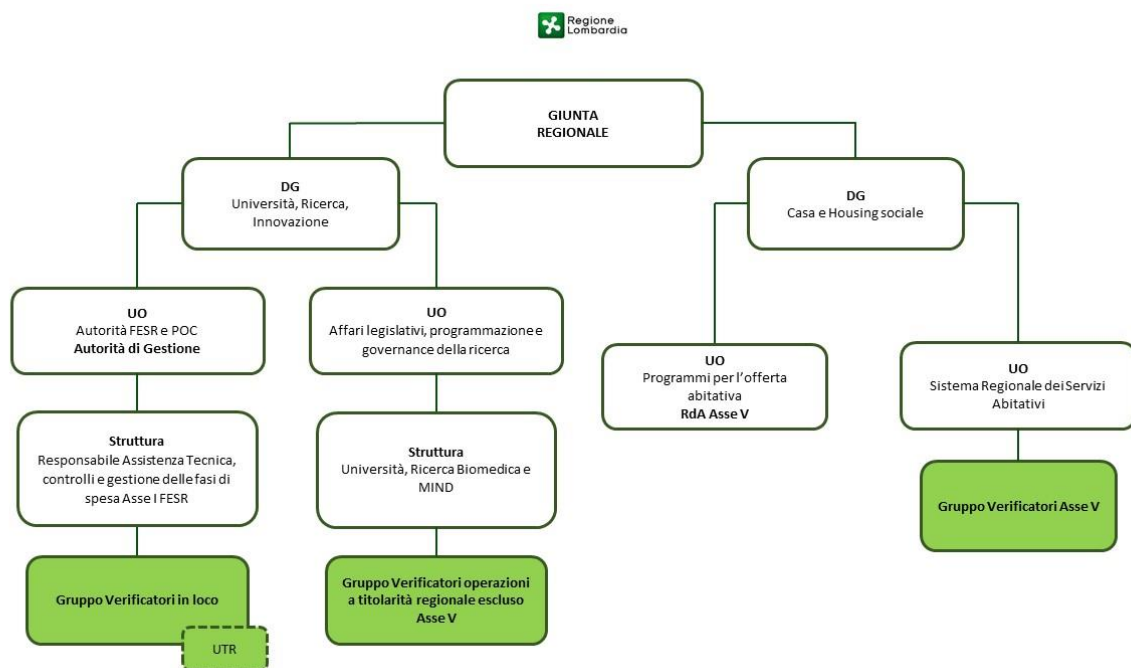 Regione
Lombardia
GIUNTA
REGIONALE
DG
Università, Ricerca,
Innovazione
DG
Casa e Housing sociale
UO
Autorità FESR e POC
Autorità di Gestione
UO
Affari legislativi, programmazione e
governance della ricerca
UO
Programmi per l'offerta
abitativa
RdA Asse V
UO
Sistema Regionale dei Servizi
Abitativi
Struttura
Responsabile Assistenza Tecnica,
controlli e gestione delle fasi di
spesa Asse I FESR
Struttura
Università, Ricerca Biomedica e
MIND
Gruppo Verificatori Asse V
Gruppo Verificatori in loco
UTR
Gruppo Verificatori operazioni
a titolarità regionale escluso
Asse V